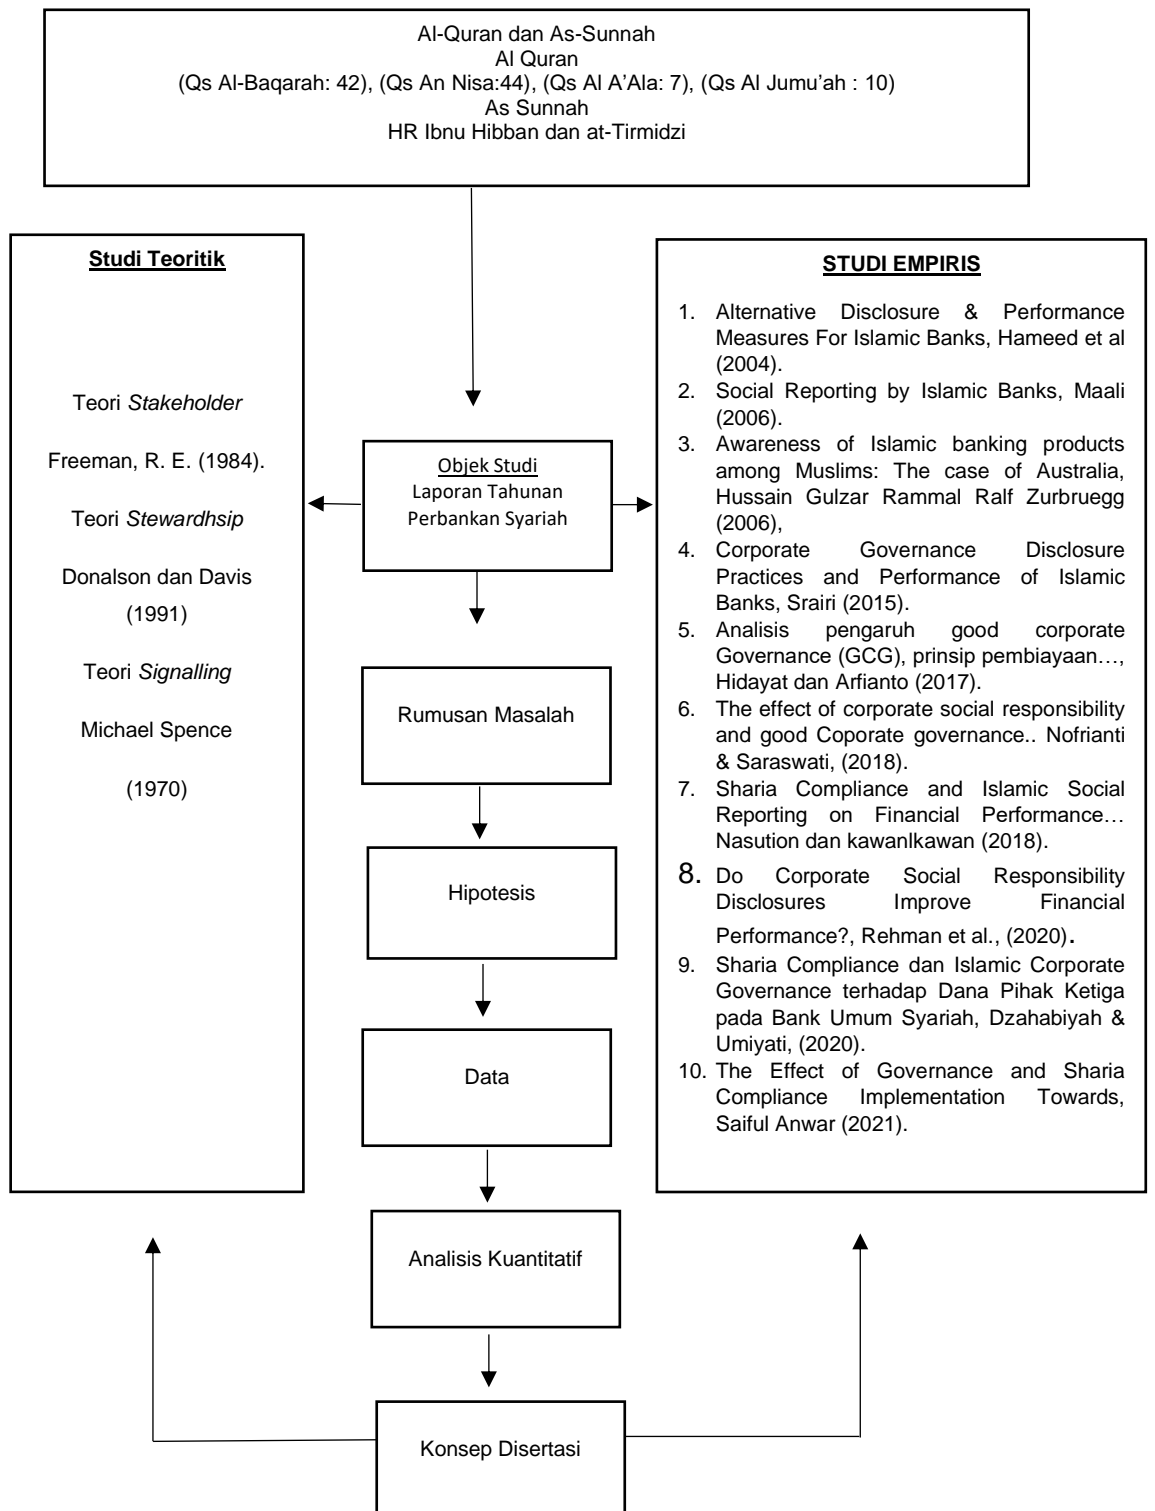 Al-Quran dan As-Sunnah
Al Quran
(Qs Al-Baqarah: 42), (Qs An Nisa:44), (Qs Al A’Ala: 7), (Qs Al Jumu’ah : 10)
As Sunnah
HR Ibnu Hibban dan at-Tirmidzi
Studi Teoritik
Teori Stakeholder
Freeman, R. E. (1984).
Teori Stewardhsip
Donalson dan Davis
(1991)
Teori Signalling
Michael Spence
(1970)
Objek Studi
Laporan Tahunan
Perbankan Syariah
Rumusan Masalah
Hipotesis
Data
Analisis Kuantitatif
Konsep Disertasi
STUDI EMPIRIS
1. Alternative Disclosure & Performance
Measures For Islamic Banks, Hameed et al
(2004).
2. Social Reporting by Islamic Banks, Maali
(2006).
3. Awareness of Islamic banking products
among Muslims: The case of Australia,
Hussain Gulzar Rammal Ralf Zurbruegg
(2006),
4. Corporate Governance Disclosure
Practices and Performance of Islamic
Banks, Srairi (2015).
5. Analisis pengaruh good corporate
Governance (GCG), prinsip pembiayaan…,
Hidayat dan Arfianto (2017).
6. The effect of corporate social responsibility
and good Coporate governance.. Nofrianti
& Saraswati, (2018).
7. Sharia Compliance and Islamic Social
Reporting on Financial Performance…
Nasution dan kawanlkawan (2018).
8. Do Corporate Social Responsibility
Disclosures Improve Financial
Performance?, Rehman et al., (2020).
9. Sharia Compliance dan Islamic Corporate
Governance terhadap Dana Pihak Ketiga
pada Bank Umum Syariah, Dzahabiyah &
Umiyati, (2020).
10. The Effect of Governance and Sharia
Compliance Implementation Towards,
Saiful Anwar (2021).